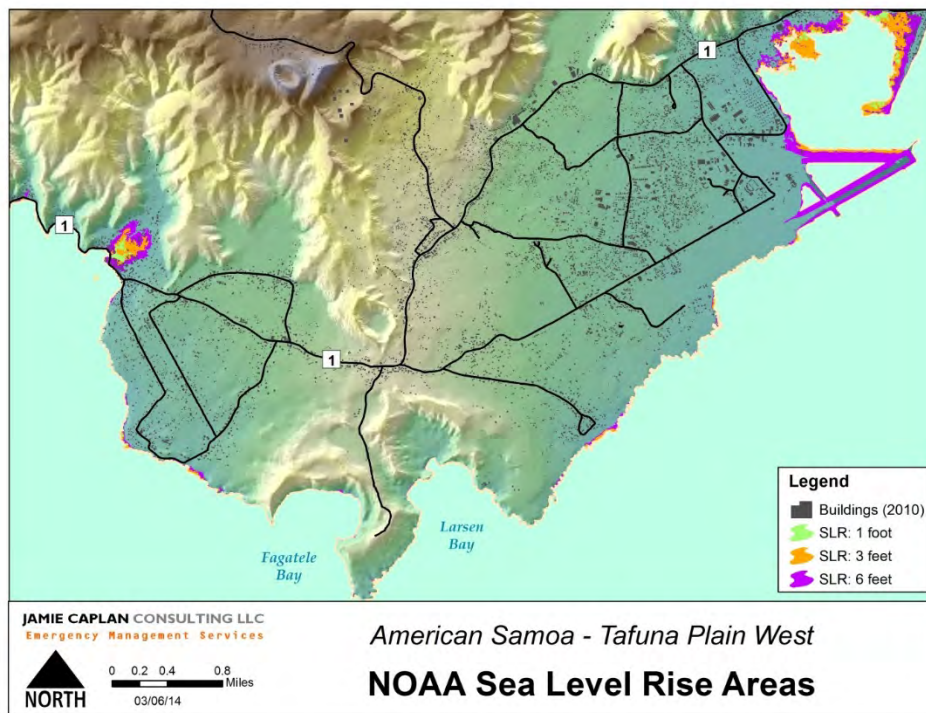 1
1
1
Fagatele
Bay
Larsen
Bay
Legend
Buildings (2010)
SLR: 1 foot
SLR: 3 feet
SLR: 6 feet
JAMIE CAPLAN CONSULTING LLC
Emergency Management Services
NORTH
0 0.2 0.4 0.8
Miles
03/06/14
American Samoa - Tafuna Plain West
NOAA Sea Level Rise Areas